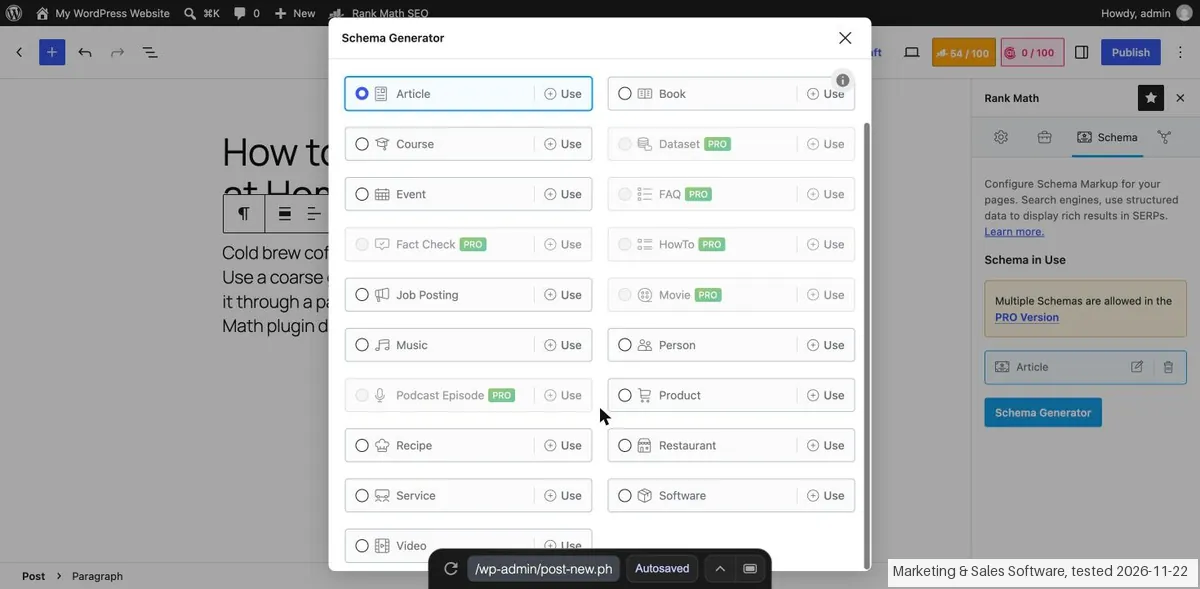 My WordPress Website ⌘K 0 New Rank Math SEO Howdy, admin
Schema Generator
54 / 100 0 / 100 Publish
Article Use Book Use
Course Use Dataset PRO Use
Event Use FAQ PRO Use
Fact Check PRO Use HowTo PRO Use
Job Posting Use Movie PRO Use
Music Use Person Use
Podcast Episode PRO Use Product Use
Recipe Use Restaurant Use
Service Use Software Use
Video Use
How to
at Hom
Cold brew cof
Use a coarse
it through a pa
Math plugin d
Rank Math
Schema
Configure Schema Markup for your
pages. Search engines, use structured
data to display rich results in SERPs.
Learn more.
Schema in Use
Multiple Schemas are allowed in the
PRO Version
Article
Schema Generator
/wp-admin/post-new.ph Autosaved
Post › Paragraph
Marketing & Sales Software, tested 2026-11-22